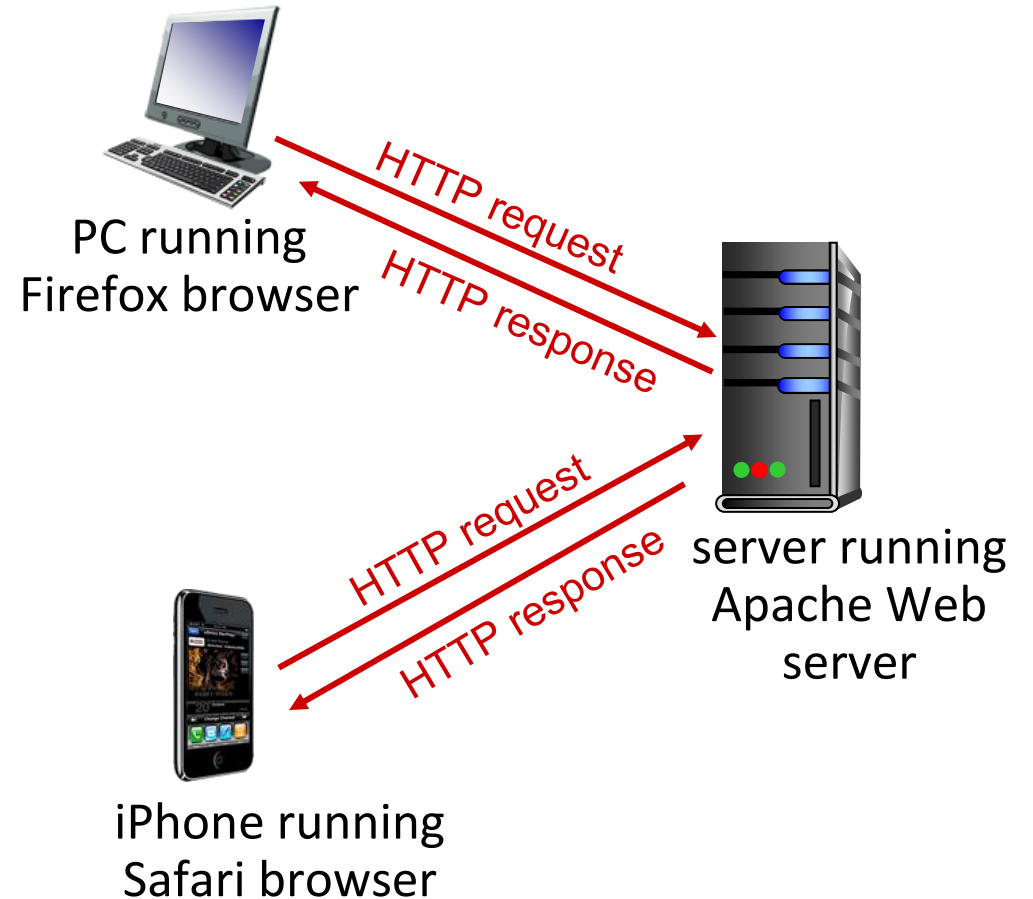 HTTP request
HTTP response
PC running
Firefox browser
HTTP request
HTTP response
server running
Apache Web
server
iPhone running
Safari browser